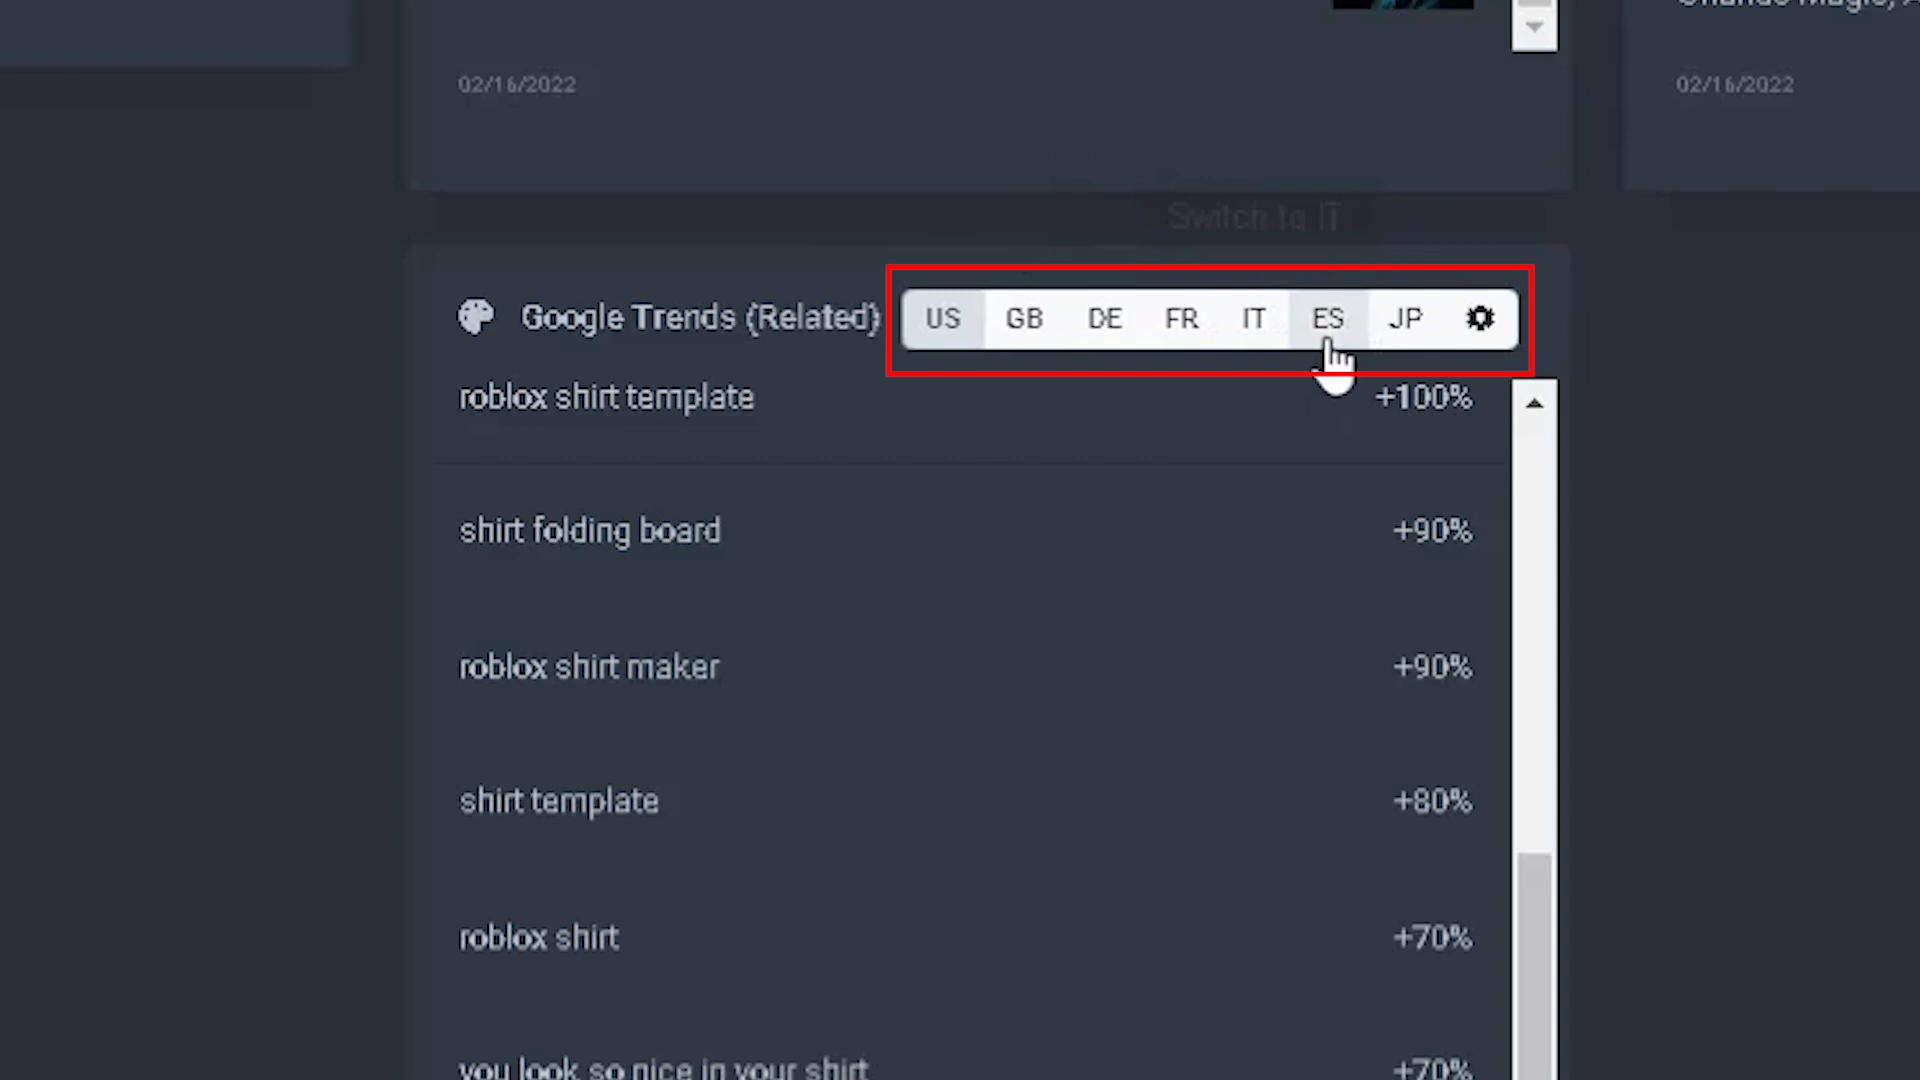 02/16/2022
02/16/2022
Switch to IT
Google Trends (Related)
US GB DE FR IT ES JP
roblox shirt template +100%
shirt folding board +90%
roblox shirt maker +90%
shirt template +80%
roblox shirt +70%
you look so nice in your shirt +70%